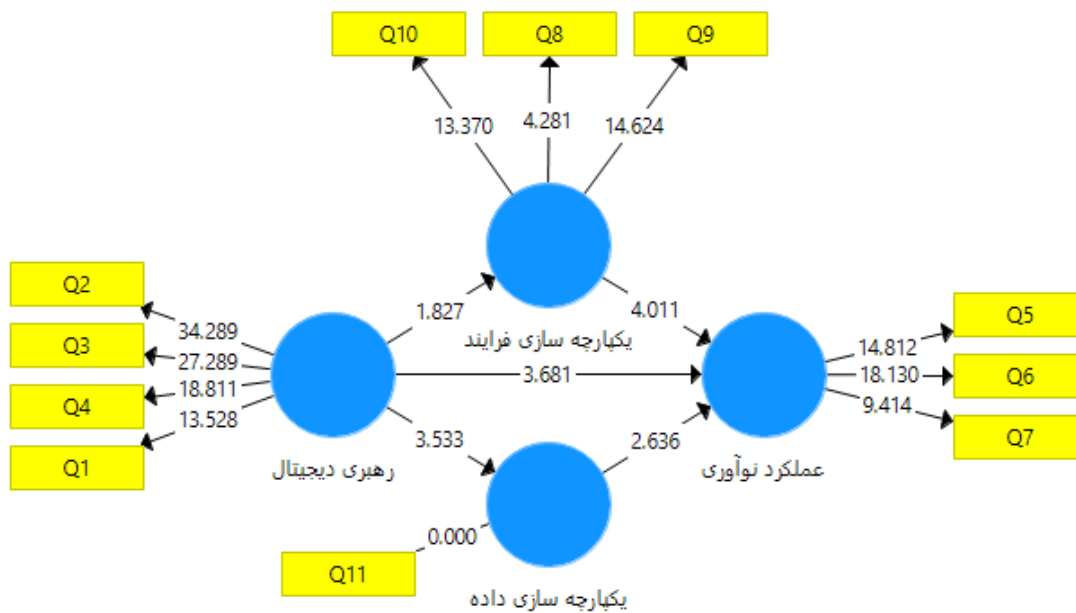 Q10
Q8
Q9
13.370
4.281
14.624
Q2
Q3
Q4
Q1
34.289
27.289
18.811
13.528
1.827
یکپارچه سازی فرایند
4.011
3.681
رهبری دیجیتال
3.533
2.636
عملکرد نوآوری
14.812
18.130
9.414
Q5
Q6
Q7
0.000
Q11
یکپارچه سازی داده